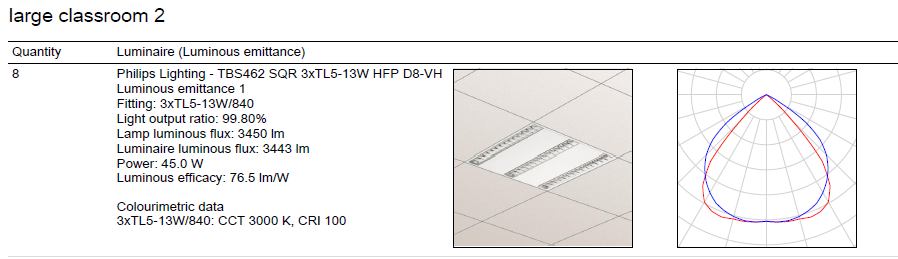 large classroom 2
Quantity Luminaire (Luminous emittance)
8 Philips Lighting - TBS462 SQR 3xTL5-13W HFP D8-VH
Luminous emittance 1
Fitting: 3xTL5-13W/840
Light output ratio: 99.80%
Lamp luminous flux: 3450 lm
Luminaire luminous flux: 3443 lm
Power: 45.0 W
Luminous efficacy: 76.5 lm/W
Colourimetric data
3xTL5-13W/840: CCT 3000 K, CRI 100